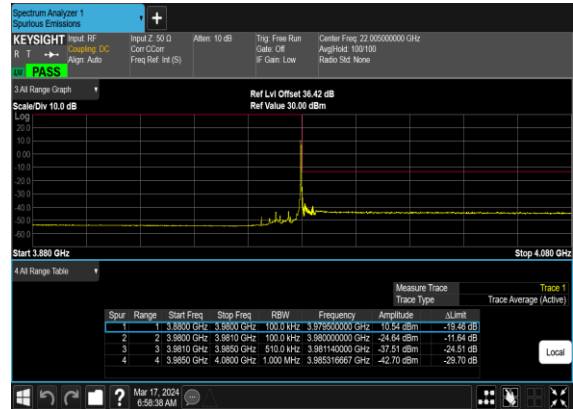 Spectrum Analyzer 1
Spurious Emissions
KEYSIGHT Input: RF Input Z: 50 Ω Atten: 10 dB Trig: Free Run Center Freq: 22.005000000 GHz
R T Coupling: DC Corr CCorr Gate: Off Avg|Hold: 100/100
Align: Auto Freq Ref: Int (S) IF Gain: Low Radio Std: None
LW PASS
3 All Range Graph
Ref Lvl Offset 36.42 dB
Scale/Div 10.0 dB Ref Value 30.00 dBm
Log
20.0
10.0
0.00
-10.0
-20.0
-30.0
-40.0
-50.0
-60.0
Start 3.880 GHz Stop 4.080 GHz
4 All Range Table
Measure Trace Trace 1
Trace Type Trace Average (Active)
Spur Range Start Freq Stop Freq RBW Frequency Amplitude ΔLimit
1 1 3.8800 GHz 3.9800 GHz 100.0 kHz 3.979500000 GHz 10.54 dBm -19.46 dB
2 2 3.9800 GHz 3.9810 GHz 100.0 kHz 3.980000000 GHz -24.64 dBm -11.64 dB
3 3 3.9810 GHz 3.9850 GHz 510.0 kHz 3.981140000 GHz -37.51 dBm -24.51 dB
4 4 3.9850 GHz 4.0800 GHz 1.000 MHz 3.985316667 GHz -42.70 dBm -29.70 dB
Local
Mar 17, 2024
6:58:38 AM